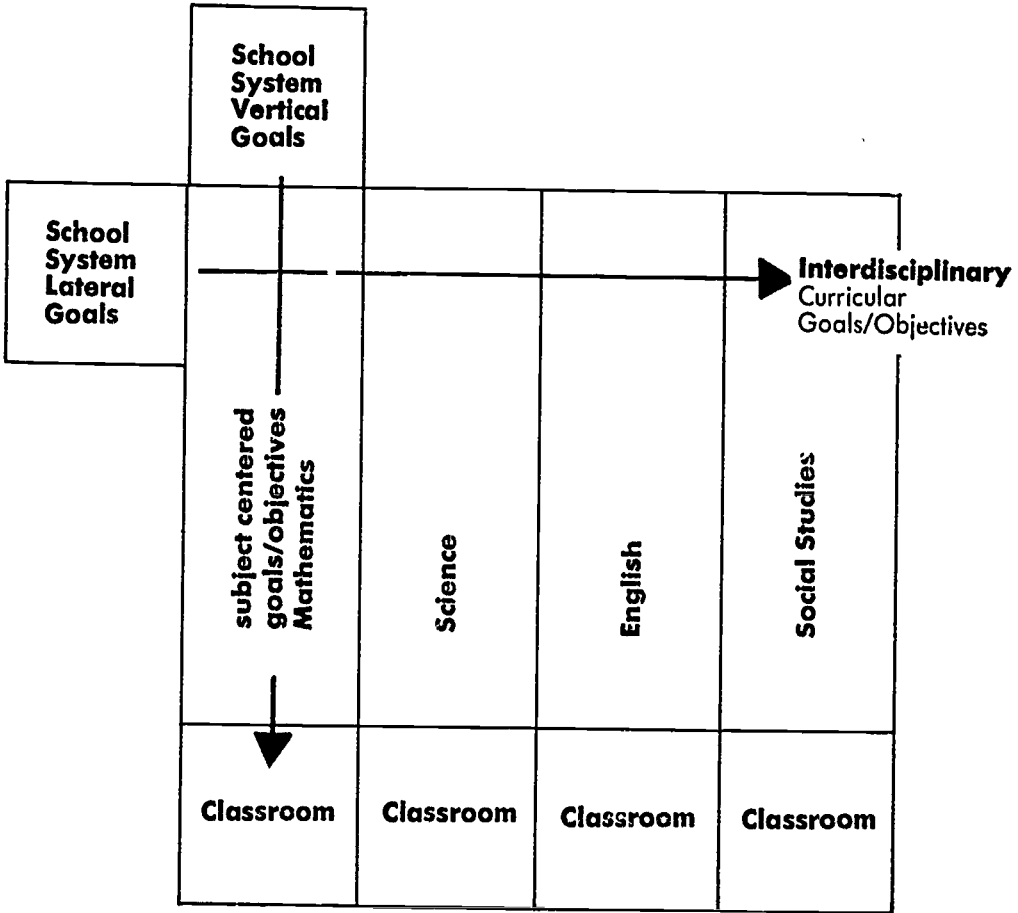 School
System
Vertical
Goals
School
System
Lateral
Goals
Interdisciplinary
Curricular
Goals/Objectives
subject centered
goals/objectives
Mathematics
Science
English
Social Studies
Classroom
Classroom
Classroom
Classroom